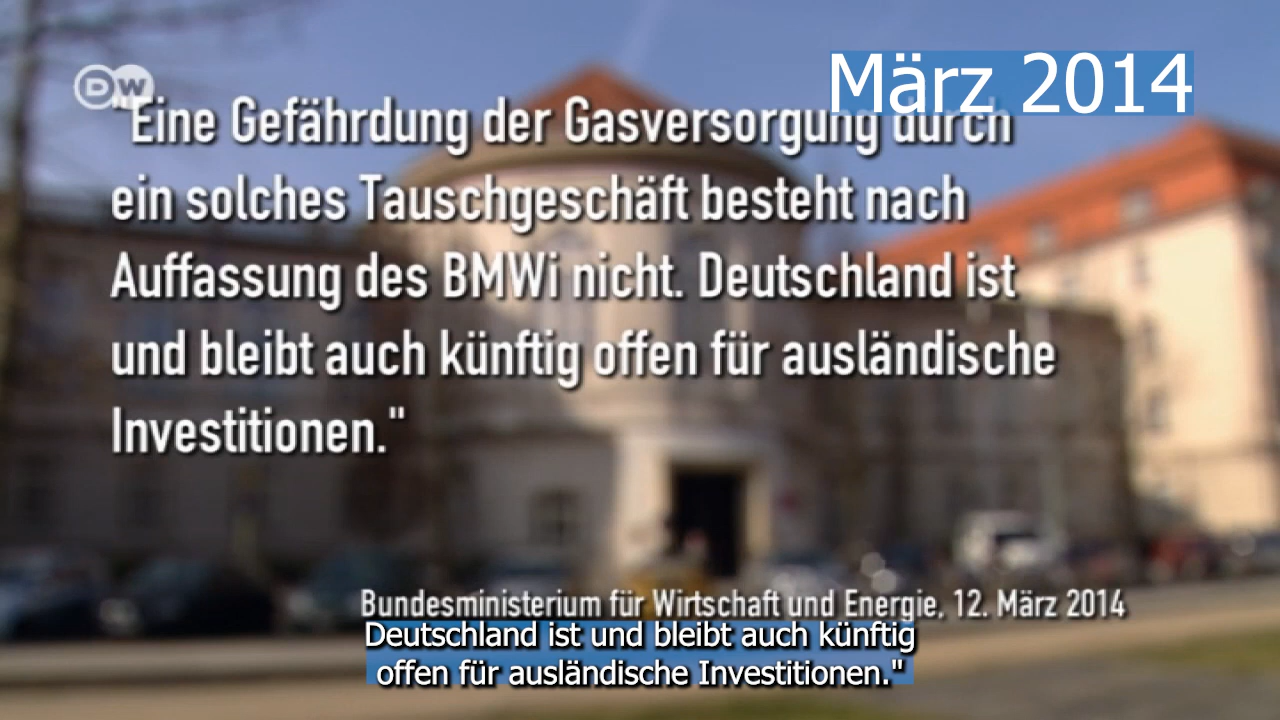 DW
März 2014
"Eine Gefährdung der Gasversorgung durch
ein solches Tauschgeschäft besteht nach
Auffassung des BMWi nicht. Deutschland ist
und bleibt auch künftig offen für ausländische
Investitionen."
Bundesministerium für Wirtschaft und Energie, 12. März 2014
Deutschland ist und bleibt auch künftig
offen für ausländische Investitionen."